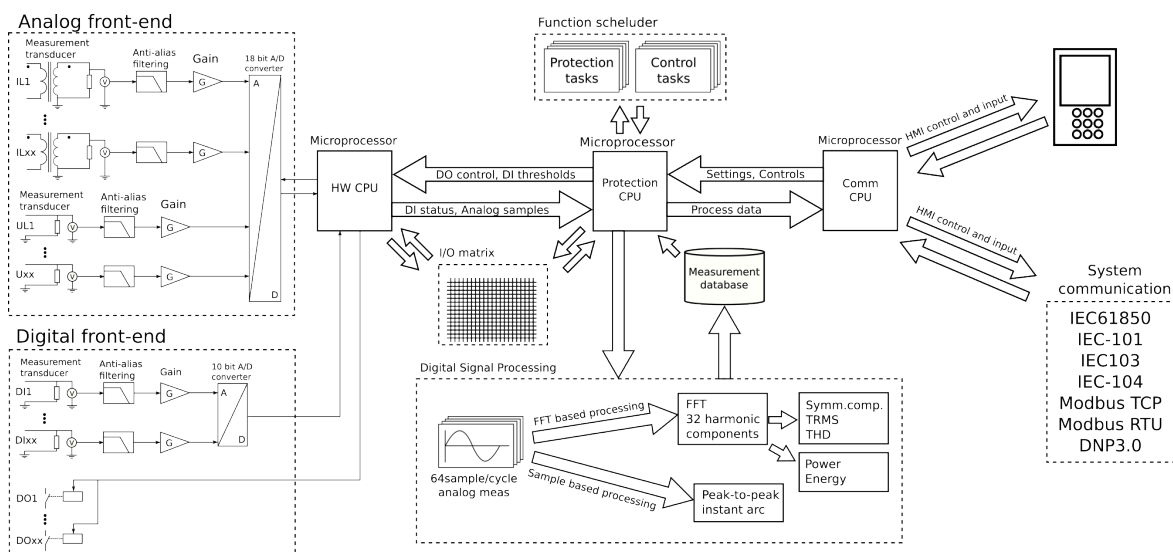 Analog front-end
Measurement
transducer
Anti-alias
filtering
Gain
18 bit A/D
converter
IL1
V
G
A
ILxx
V
G
Measurement
transducer
Anti-alias
filtering
Gain
UL1
V
G
Uxx
V
G
D
Digital front-end
Measurement
transducer
Anti-alias
filtering
Gain
10 bit A/D
converter
DI1
V
G
A
DIxx
V
G
D
DO1
DOxx
Microprocessor
HW CPU
DO control, DI thresholds
DI status, Analog samples
I/O matrix
Function scheluder
Protection
tasks
Control
tasks
Microprocessor
Protection
CPU
Settings, Controls
Process data
Measurement
database
Microprocessor
Comm
CPU
HMI control and input
HMI control and input
System
communication
IEC61850
IEC-101
IEC103
IEC-104
Modbus TCP
Modbus RTU
DNP3.0
Digital Signal Processing
64sample/cycle
analog meas
FFT based processing
Sample based processing
FFT
32 harmonic
components
Symm.comp.
TRMS
THD
Power
Energy
Peak-to-peak
instant arc